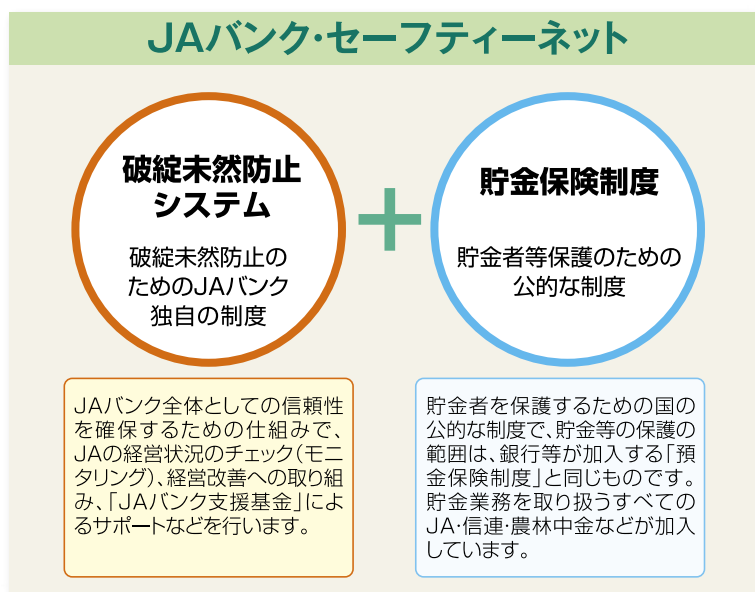 JAバンク・セーフティーネット
破綻未然防止
システム
破綻未然防止の
ためのJAバンク
独自の制度
+
貯金保険制度
貯金者等保護のための
公的な制度
JAバンク全体としての信頼性
を確保するための仕組みで、
JAの経営状況のチェック(モニ
タリング)、経営改善への取り組
み、「JAバンク支援基金」によ
るサポートなどを行います。
貯金者を保護するための国の
公的な制度で、貯金等の保護の
範囲は、銀行等が加入する「預
金保険制度」と同じものです。
貯金業務を取り扱うすべての
JA・信連・農林中金などが加入
しています。